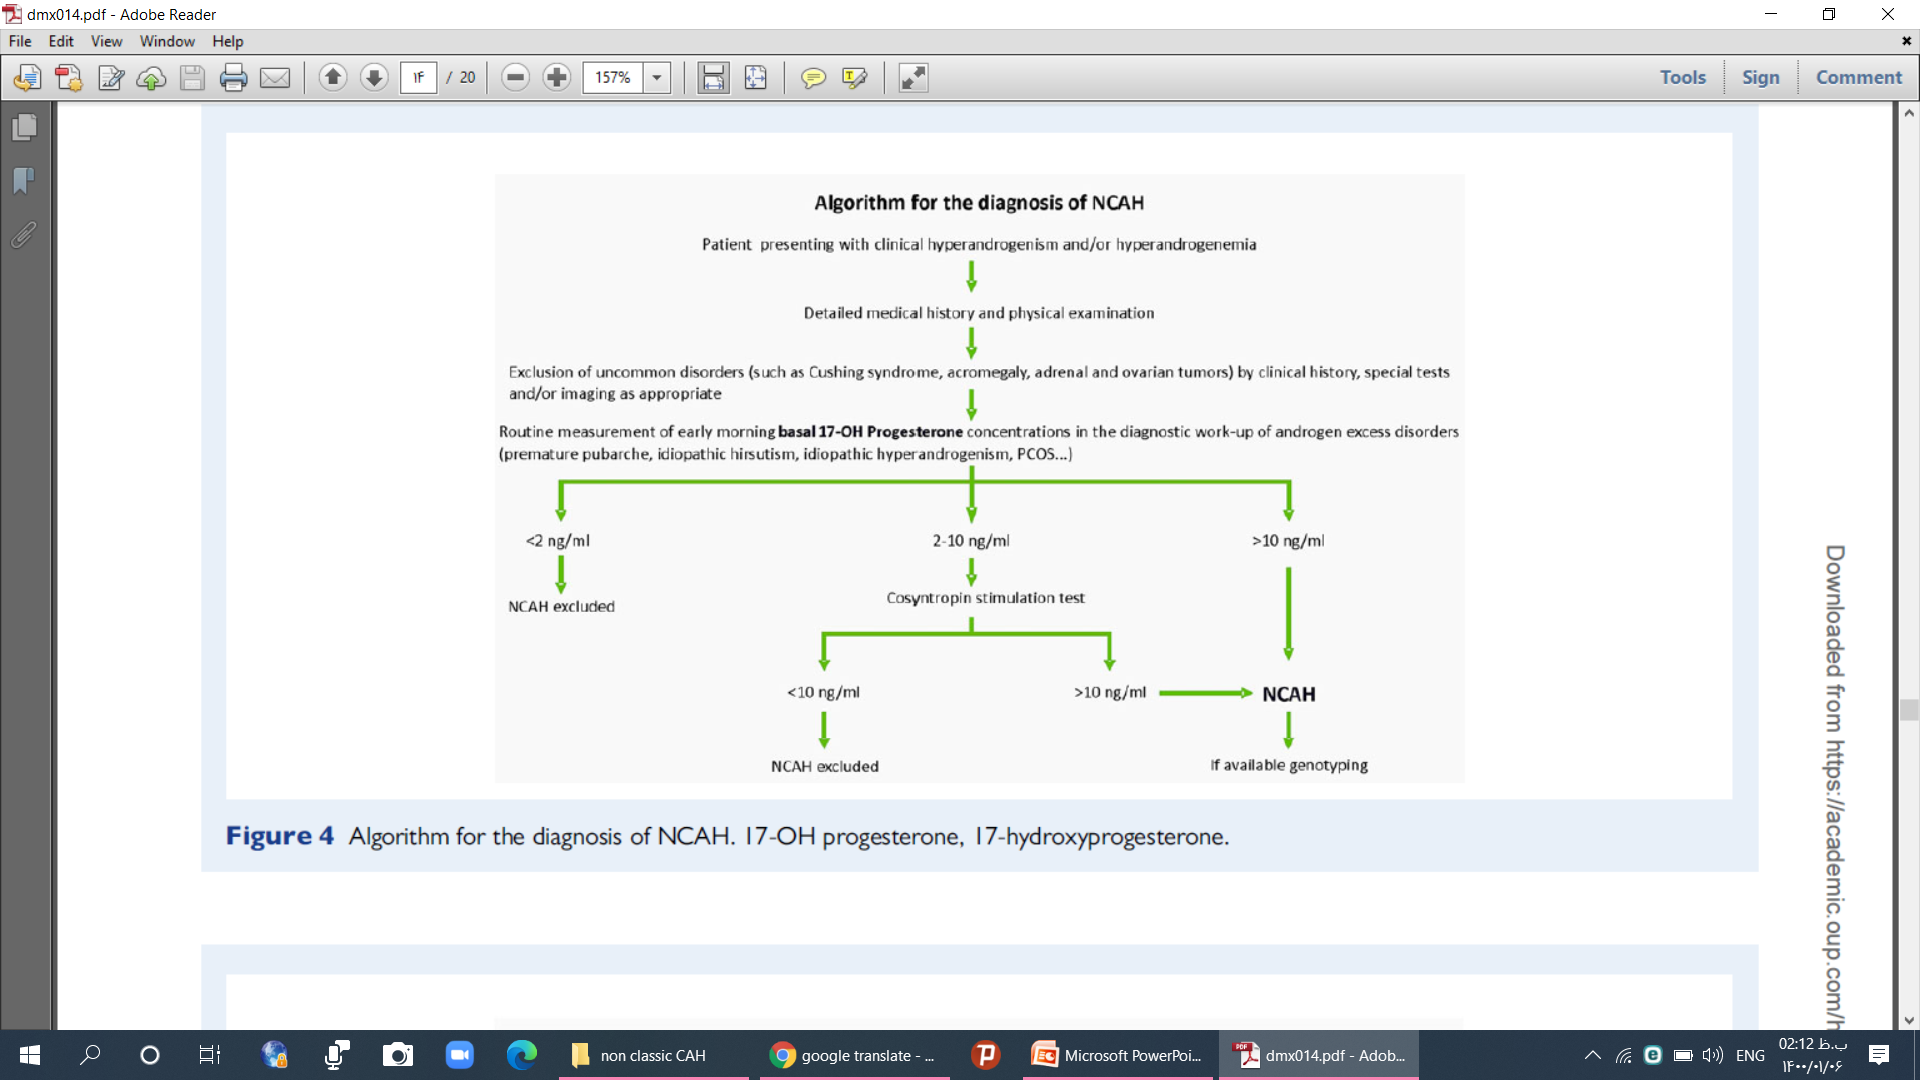 dmx014.pdf - Adobe Reader
File Edit View Window Help
۱۴ / 20 157% Tools Sign Comment
Algorithm for the diagnosis of NCAH
Patient presenting with clinical hyperandrogenism and/or hyperandrogenemia
Detailed medical history and physical examination
Exclusion of uncommon disorders (such as Cushing syndrome, acromegaly, adrenal and ovarian tumors) by clinical history, special tests
and/or imaging as appropriate
Routine measurement of early morning basal 17-OH Progesterone concentrations in the diagnostic work-up of androgen excess disorders
(premature pubarche, idiopathic hirsutism, idiopathic hyperandrogenism, PCOS...)
<2 ng/ml 2-10 ng/ml >10 ng/ml
Cosyntropin stimulation test
NCAH excluded
<10 ng/ml >10 ng/ml NCAH
NCAH excluded If available genotyping
Figure 4 Algorithm for the diagnosis of NCAH. 17-OH progesterone, 17-hydroxyprogesterone.
Downloaded from https://academic.oup.com/h
non classic CAH google translate - ... Microsoft PowerPoi... dmx014.pdf - Adob... ENG 02:12 ب.ظ
۱۴۰۰/۰۱/۰۶